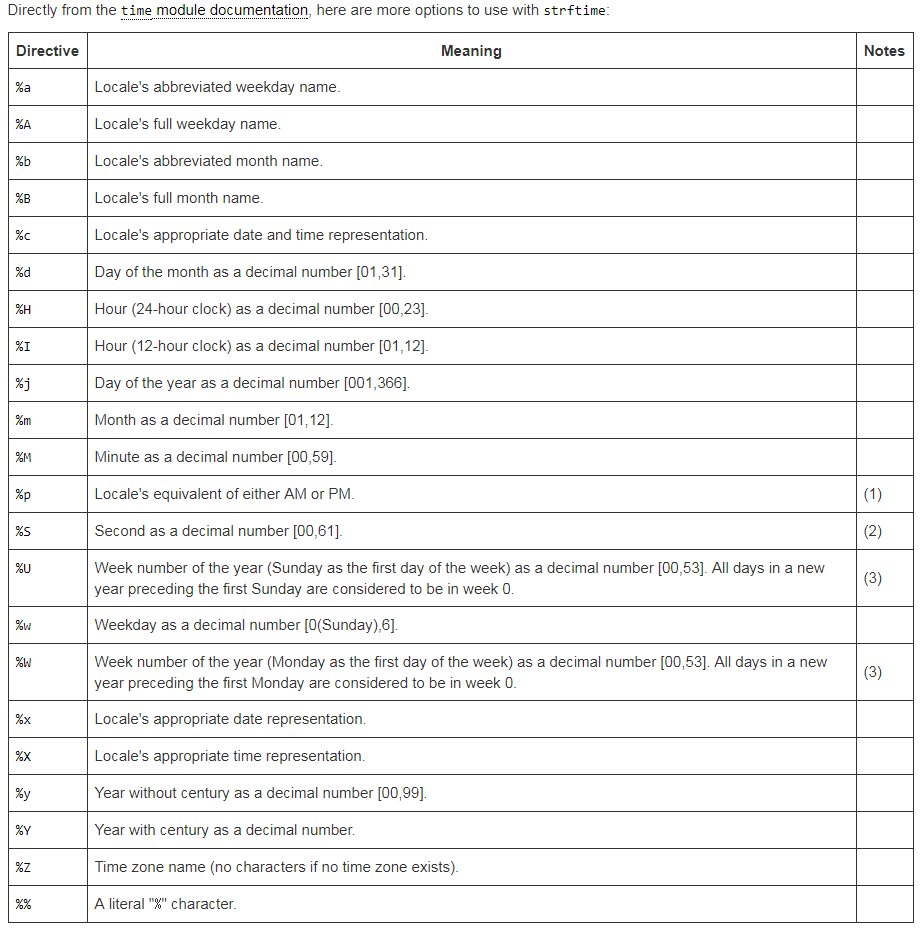 Directly from the time module documentation, here are more options to use with strftime:
Directive Meaning Notes
%a Locale's abbreviated weekday name.
%A Locale's full weekday name.
%b Locale's abbreviated month name.
%B Locale's full month name.
%c Locale's appropriate date and time representation.
%d Day of the month as a decimal number [01,31].
%H Hour (24-hour clock) as a decimal number [00,23].
%I Hour (12-hour clock) as a decimal number [01,12].
%j Day of the year as a decimal number [001,366].
%m Month as a decimal number [01,12].
%M Minute as a decimal number [00,59].
%p Locale's equivalent of either AM or PM. (1)
%S Second as a decimal number [00,61]. (2)
%U Week number of the year (Sunday as the first day of the week) as a decimal number [00,53]. All days in a new
year preceding the first Sunday are considered to be in week 0. (3)
%w Weekday as a decimal number [0(Sunday),6].
%W Week number of the year (Monday as the first day of the week) as a decimal number [00,53]. All days in a new
year preceding the first Monday are considered to be in week 0. (3)
%x Locale's appropriate date representation.
%X Locale's appropriate time representation.
%y Year without century as a decimal number [00,99].
%Y Year with century as a decimal number.
%Z Time zone name (no characters if no time zone exists).
%% A literal "%" character.